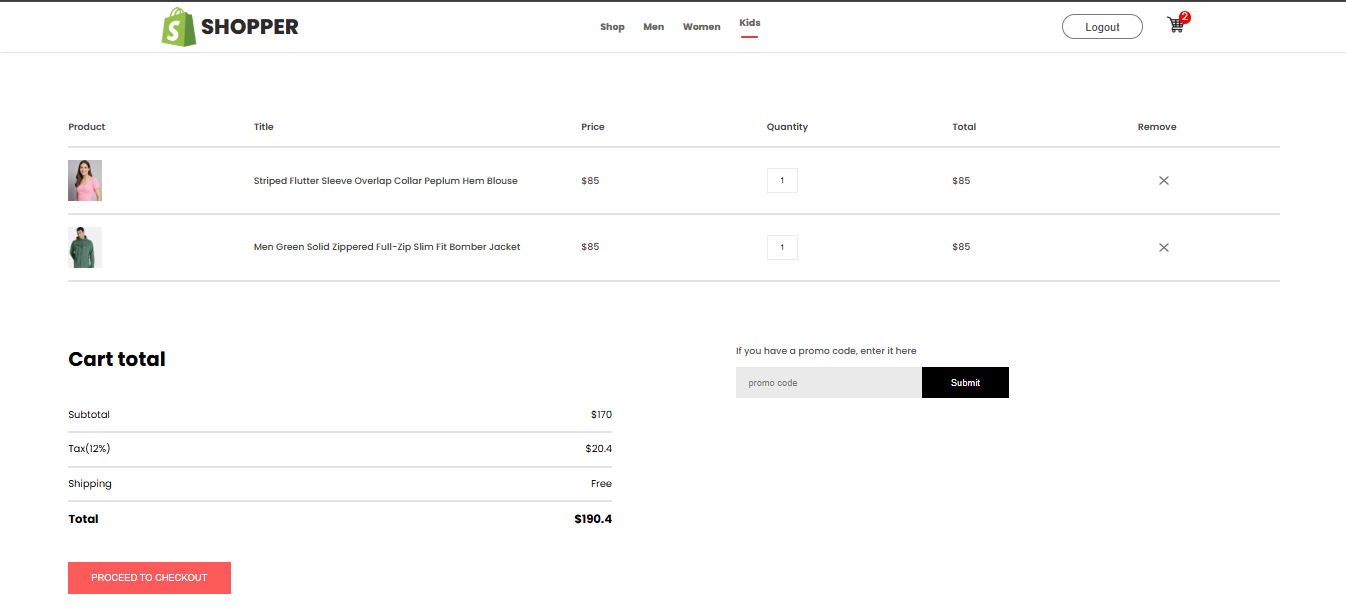 S SHOPPER Shop Men Women Kids Logout 2
Product Title Price Quantity Total Remove
Striped Flutter Sleeve Overlap Collar Peplum Hem Blouse $85 1 $85
Men Green Solid Zippered Full-Zip Slim Fit Bomber Jacket $85 1 $85
Cart total
Subtotal $170
Tax(12%) $20.4
Shipping Free
Total $190.4
PROCEED TO CHECKOUT
If you have a promo code, enter it here
promo code Submit